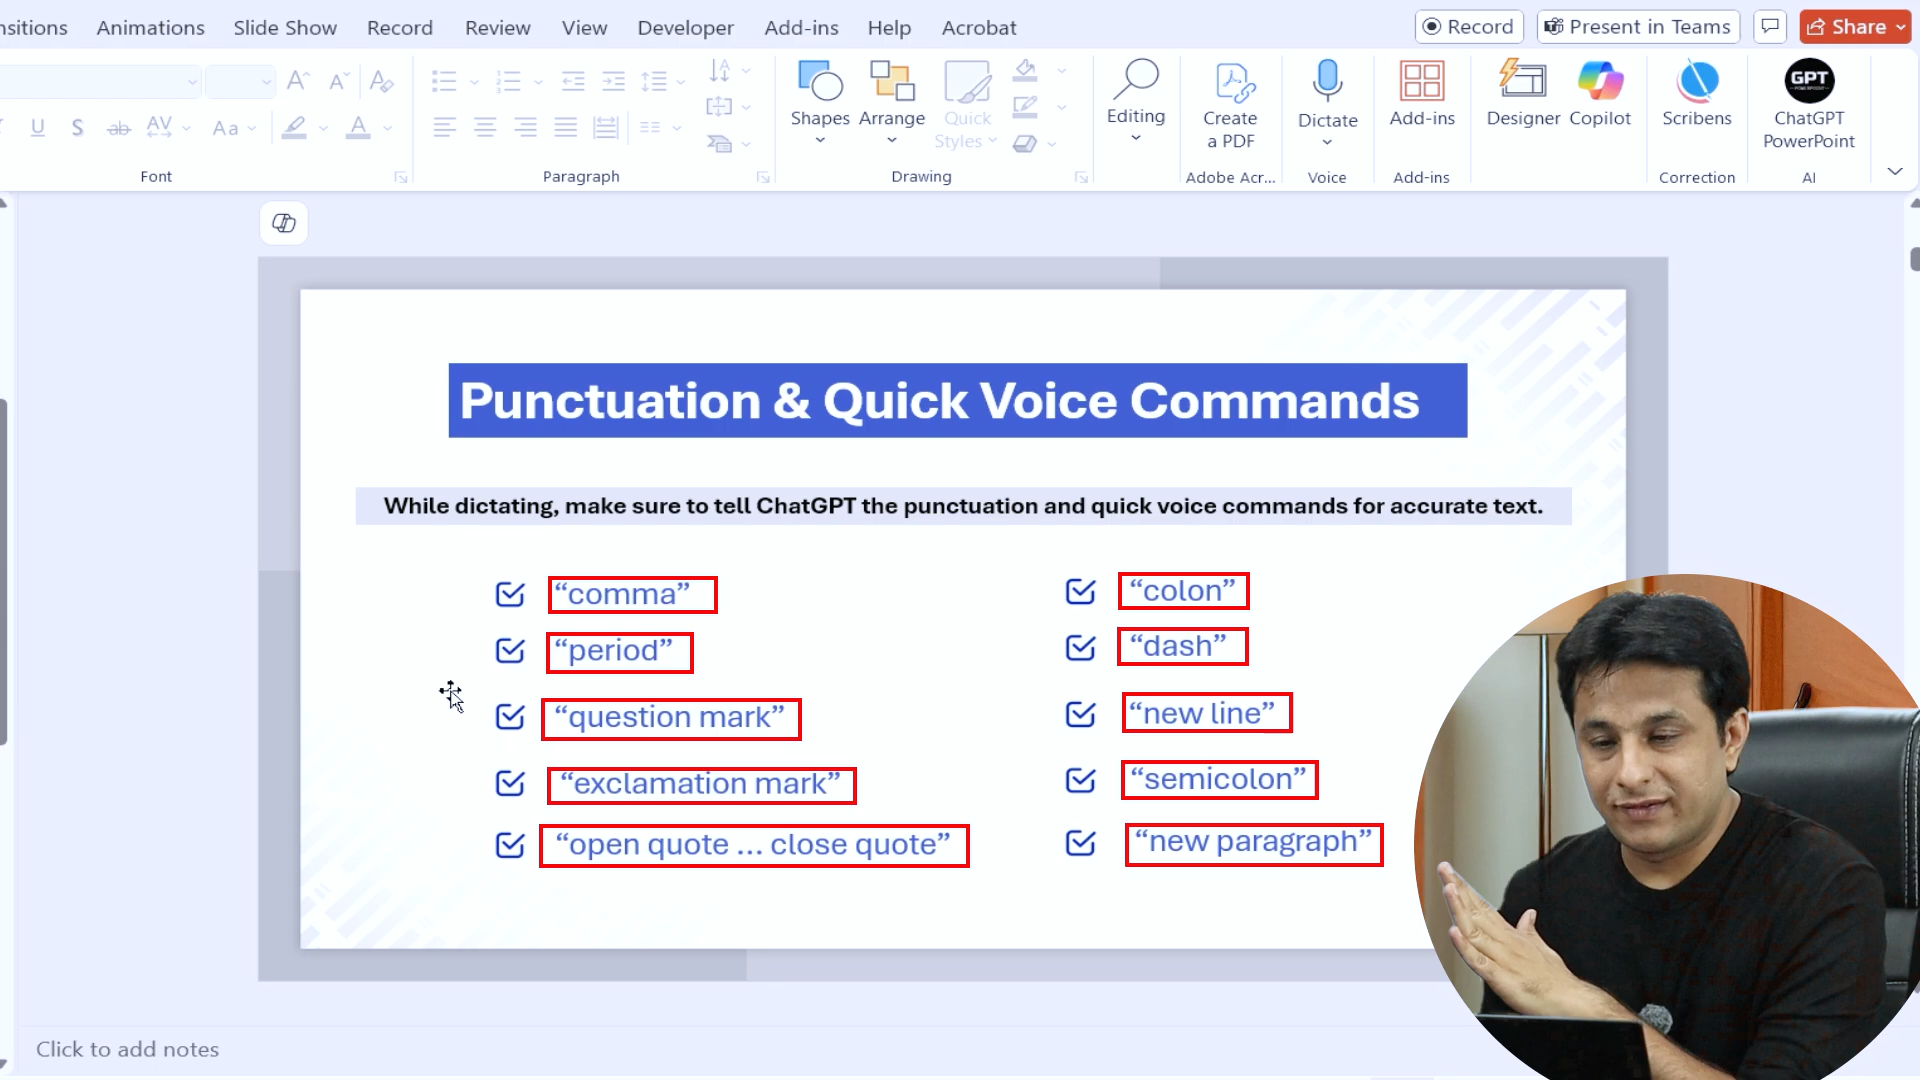 nsitions Animations Slide Show Record Review View Developer Add-ins Help Acrobat
Record Present in Teams Share
U S ab AV Aa A
Shapes Arrange Quick Styles
Editing
Create a PDF
Dictate
Add-ins
Designer Copilot
Scribens
GPT
ChatGPT PowerPoint
Font Paragraph Drawing Adobe Acr... Voice Add-ins Correction AI
Punctuation & Quick Voice Commands
While dictating, make sure to tell ChatGPT the punctuation and quick voice commands for accurate text.
“comma”
“period”
“question mark”
“exclamation mark”
“open quote ... close quote”
“colon”
“dash”
“new line”
“semicolon”
“new paragraph”
Click to add notes